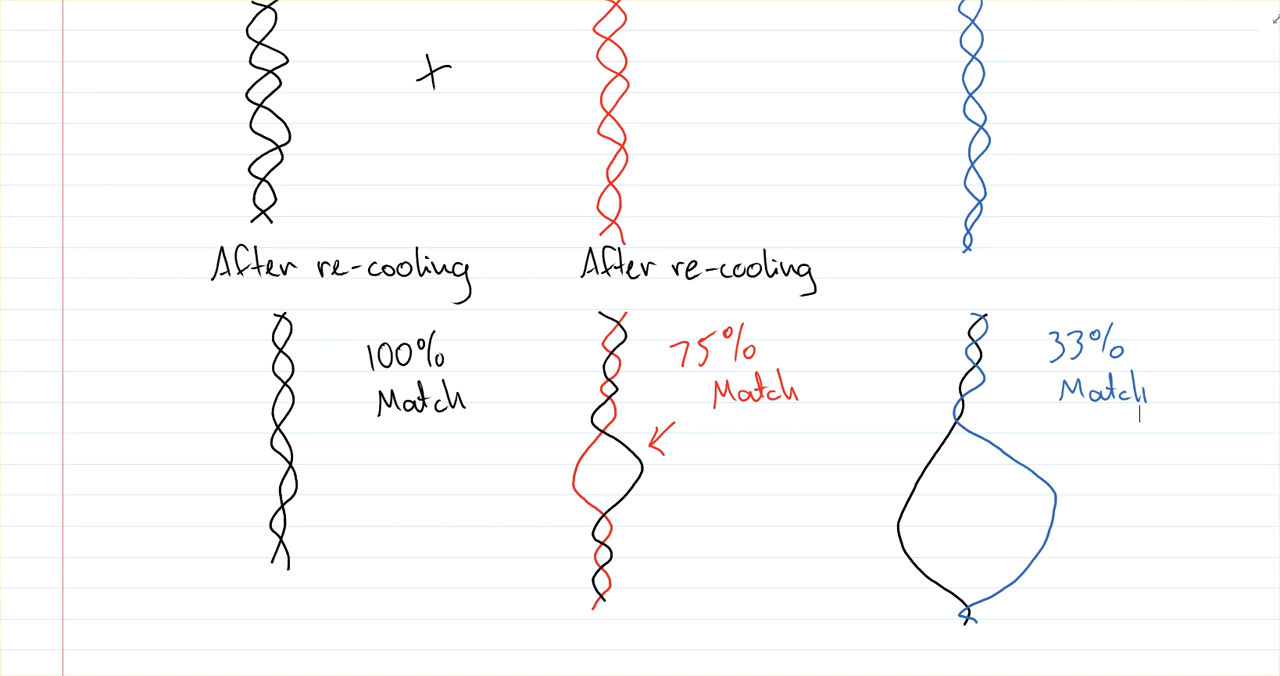 +
After re-cooling
After re-cooling
100%
Match
75%
Match
33%
Match